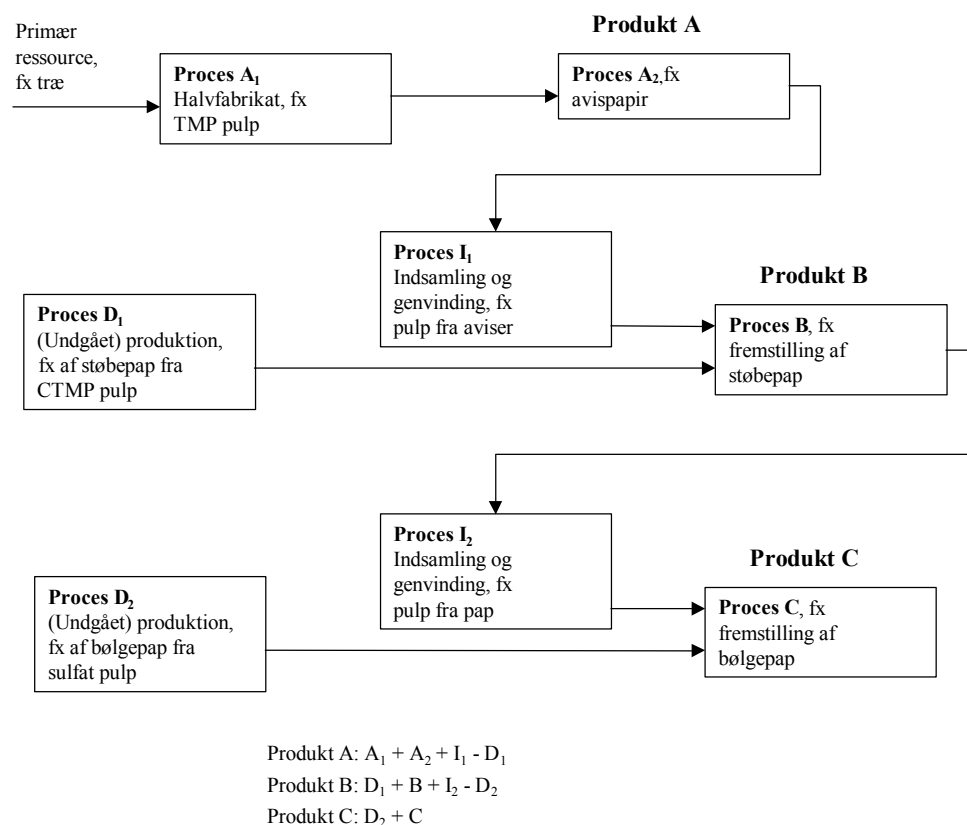 Primær
ressource,
fx træ
Proces A₁
Halvfabrikat, fx
TMP pulp
Produkt A
Proces A₂,fx
avispapir
Proces I₁
Indsamling og
genvinding, fx
pulp fra aviser
Produkt B
Proces D₁
(Undgået) produktion,
fx af støbepap fra
CTMP pulp
Proces B, fx
fremstilling af
støbepap
Proces I₂
Indsamling og
genvinding, fx
pulp fra pap
Produkt C
Proces D₂
(Undgået) produktion,
fx af bølgepap fra
sulfat pulp
Proces C, fx
fremstilling af
bølgepap
Produkt A: A₁ + A₂ + I₁ - D₁
Produkt B: D₁ + B + I₂ - D₂
Produkt C: D₂ + C